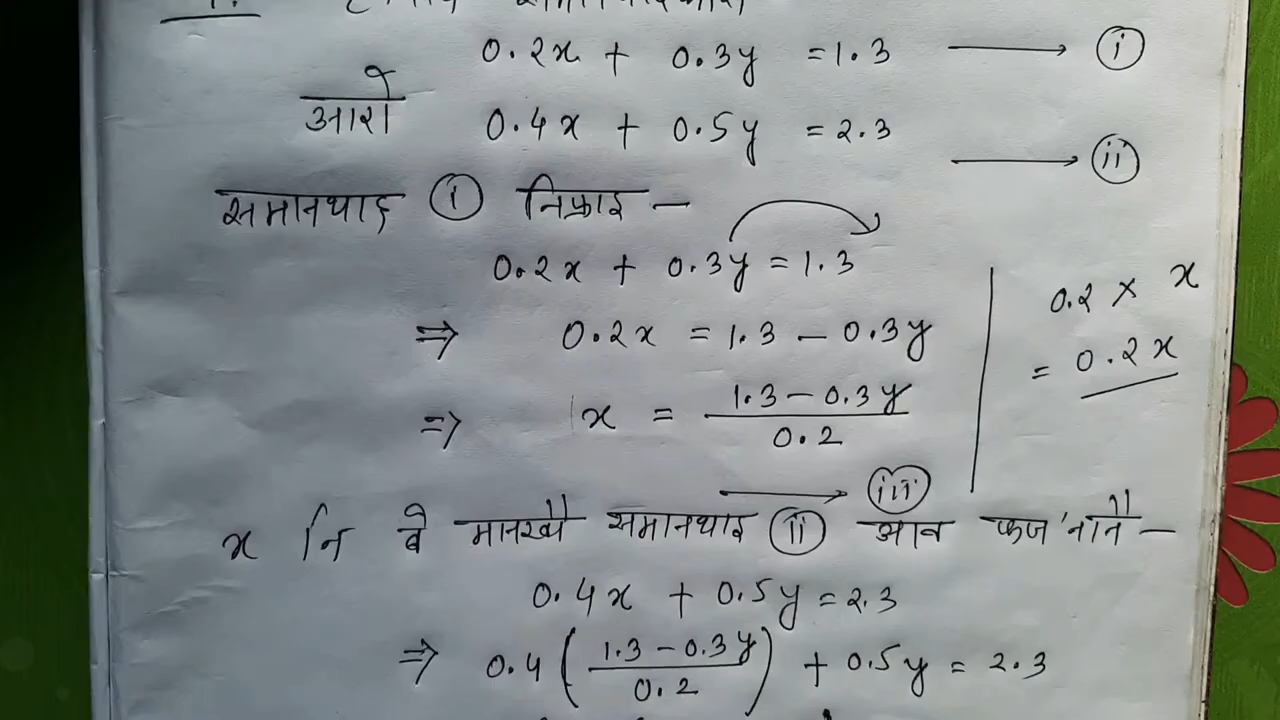 0.2x + 0.3y = 1.3 ⟶ (i)
आरो 0.4x + 0.5y = 2.3 ⟶ (ii)
समानथाइ (i) निफ्राइ –
0.2x + 0.3y = 1.3
⇒ 0.2x = 1.3 – 0.3y
0.2 × x
= 0.2x
⇒ x = (1.3 – 0.3y)/0.2
⟶ (iii)
x नि बे मानखौ समानथाइ (ii) आव फज'नानै –
0.4x + 0.5y = 2.3
⇒ 0.4 ((1.3 – 0.3y)/0.2) + 0.5y = 2.3